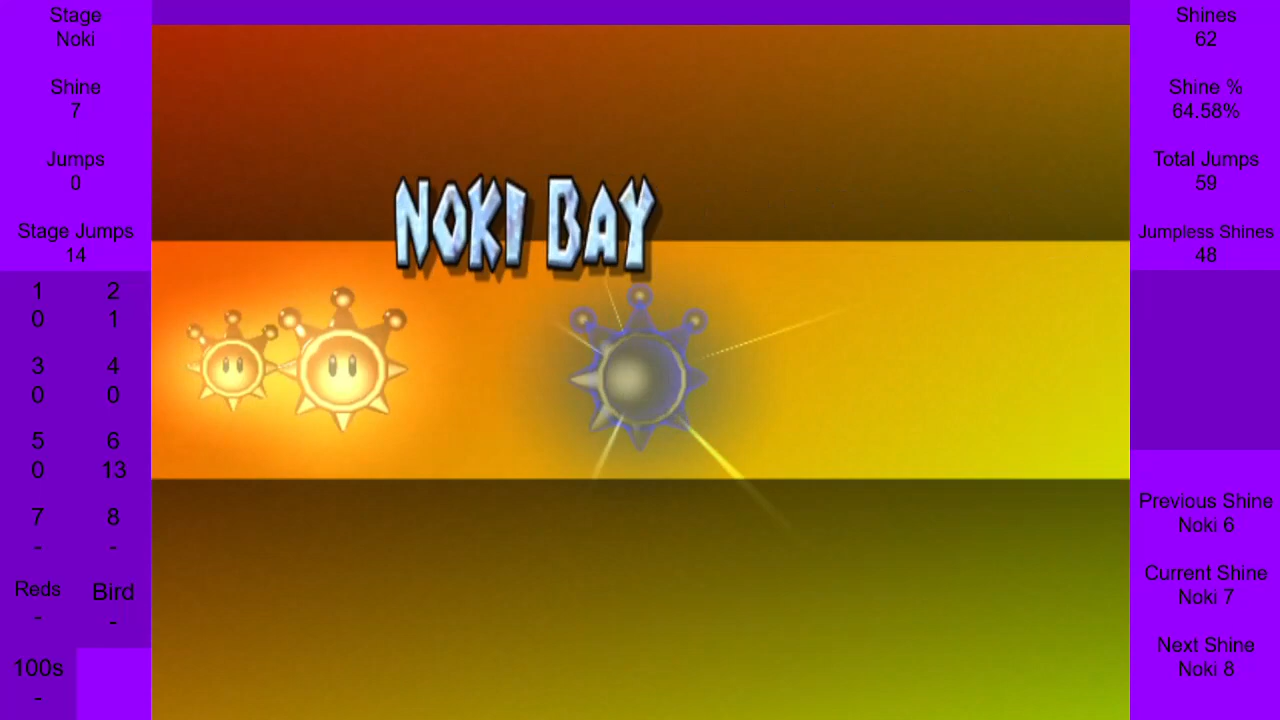 Stage
Noki
Shine
7
Jumps
0
Stage Jumps
14
1 2
0 1
3 4
0 0
5 6
0 13
7 8
- -
Reds Bird
- -
100s
-
NOKI BAY
Shines
62
Shine %
64.58%
Total Jumps
59
Jumpless Shines
48
Previous Shine
Noki 6
Current Shine
Noki 7
Next Shine
Noki 8